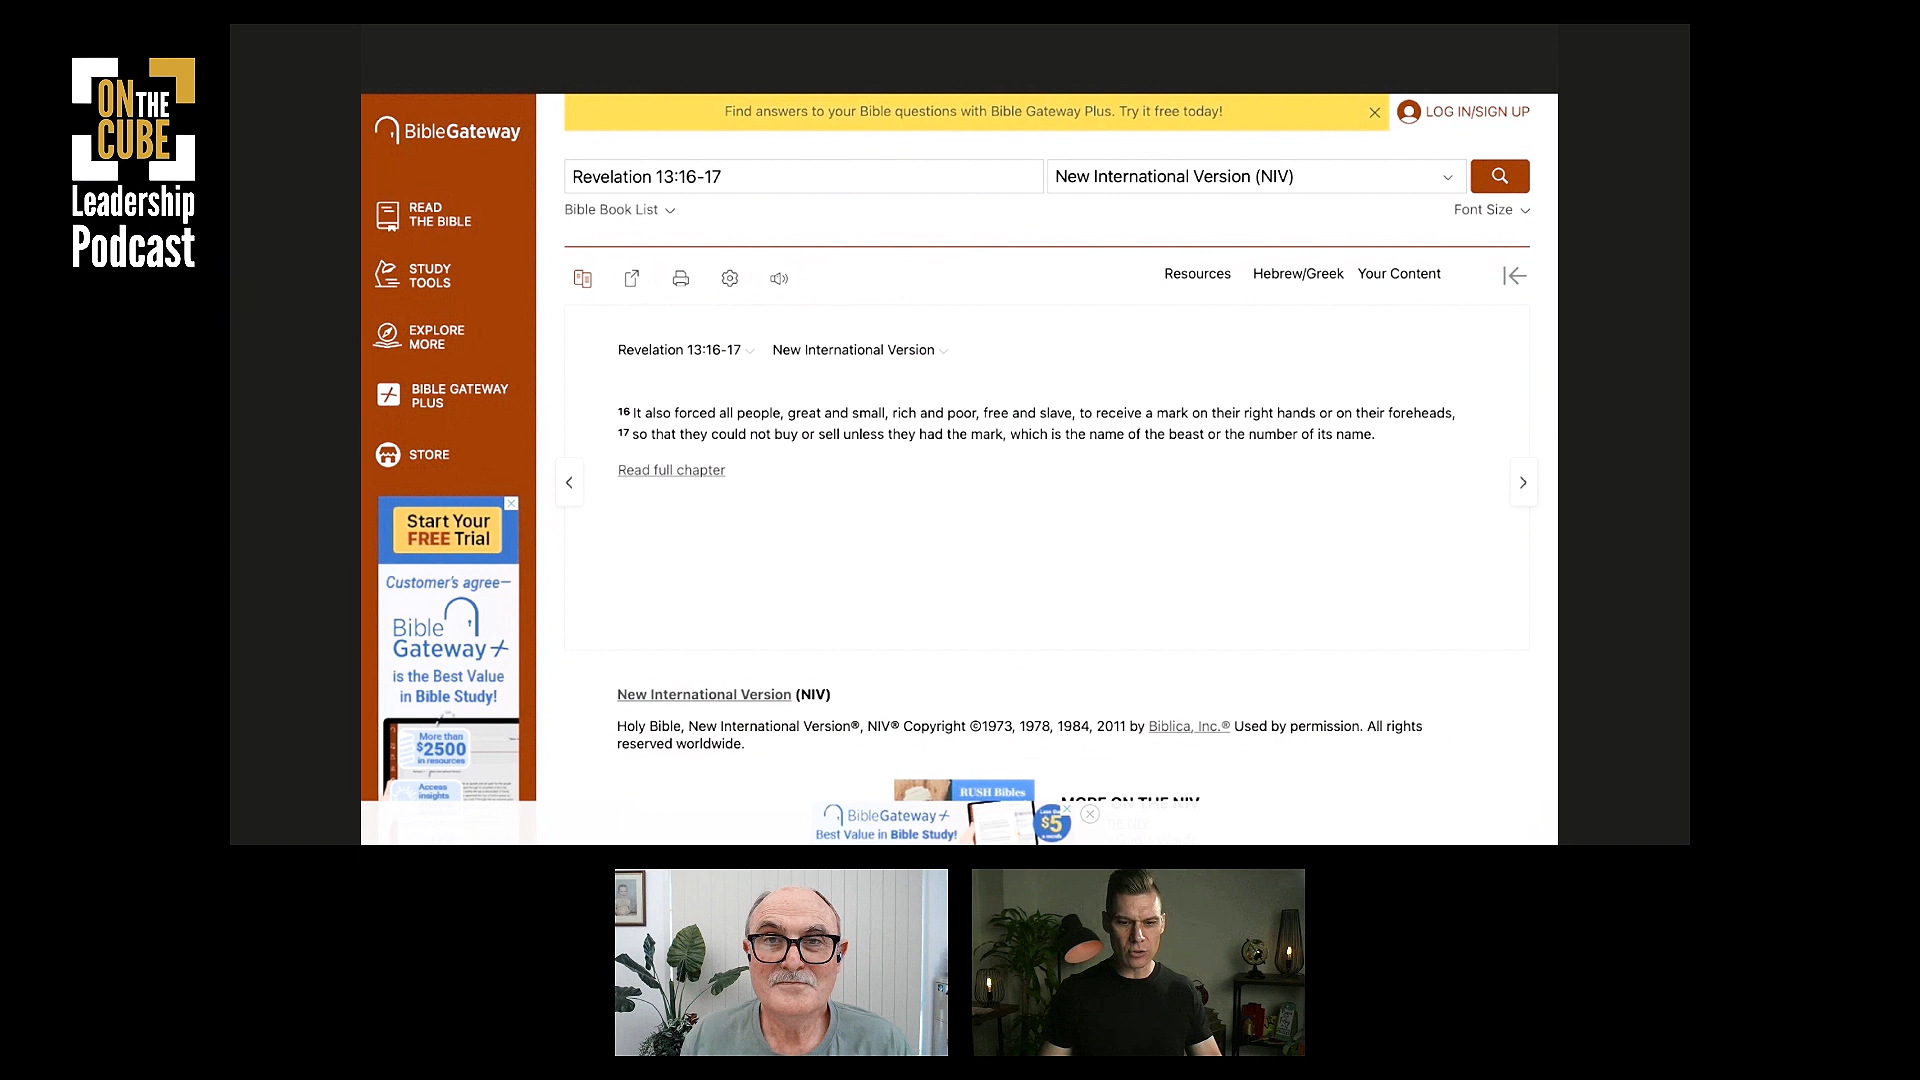 ON THE
CUBE
Leadership
Podcast
BibleGateway
READ
THE BIBLE
STUDY
TOOLS
EXPLORE
MORE
BIBLE GATEWAY
PLUS
STORE
Start Your
FREE Trial
Customer's agree—
Bible
Gateway+
is the Best Value
in Bible Study!
More than
$2500
in resources
Access
insights
Find answers to your Bible questions with Bible Gateway Plus. Try it free today!
LOG IN/SIGN UP
Revelation 13:16-17
New International Version (NIV)
Bible Book List
Font Size
Resources Hebrew/Greek Your Content
Revelation 13:16-17 New International Version
16 It also forced all people, great and small, rich and poor, free and slave, to receive a mark on their right hands or on their foreheads,
17 so that they could not buy or sell unless they had the mark, which is the name of the beast or the number of its name.
Read full chapter
New International Version (NIV)
Holy Bible, New International Version®, NIV® Copyright ©1973, 1978, 1984, 2011 by Biblica, Inc.® Used by permission. All rights
reserved worldwide.
RUSH Bibles
MORE ON THE NIV
BibleGateway+
Best Value in Bible Study!
$5